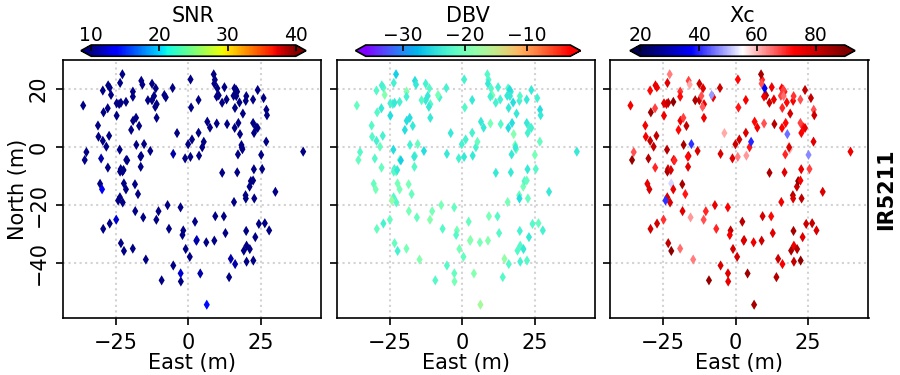 SNR DBV Xc
10 20 30 40 −30 −20 −10 20 40 60 80
20
0
−20
−40
North (m)
IR5211
−25 0 25 −25 0 25 −25 0 25
East (m) East (m) East (m)